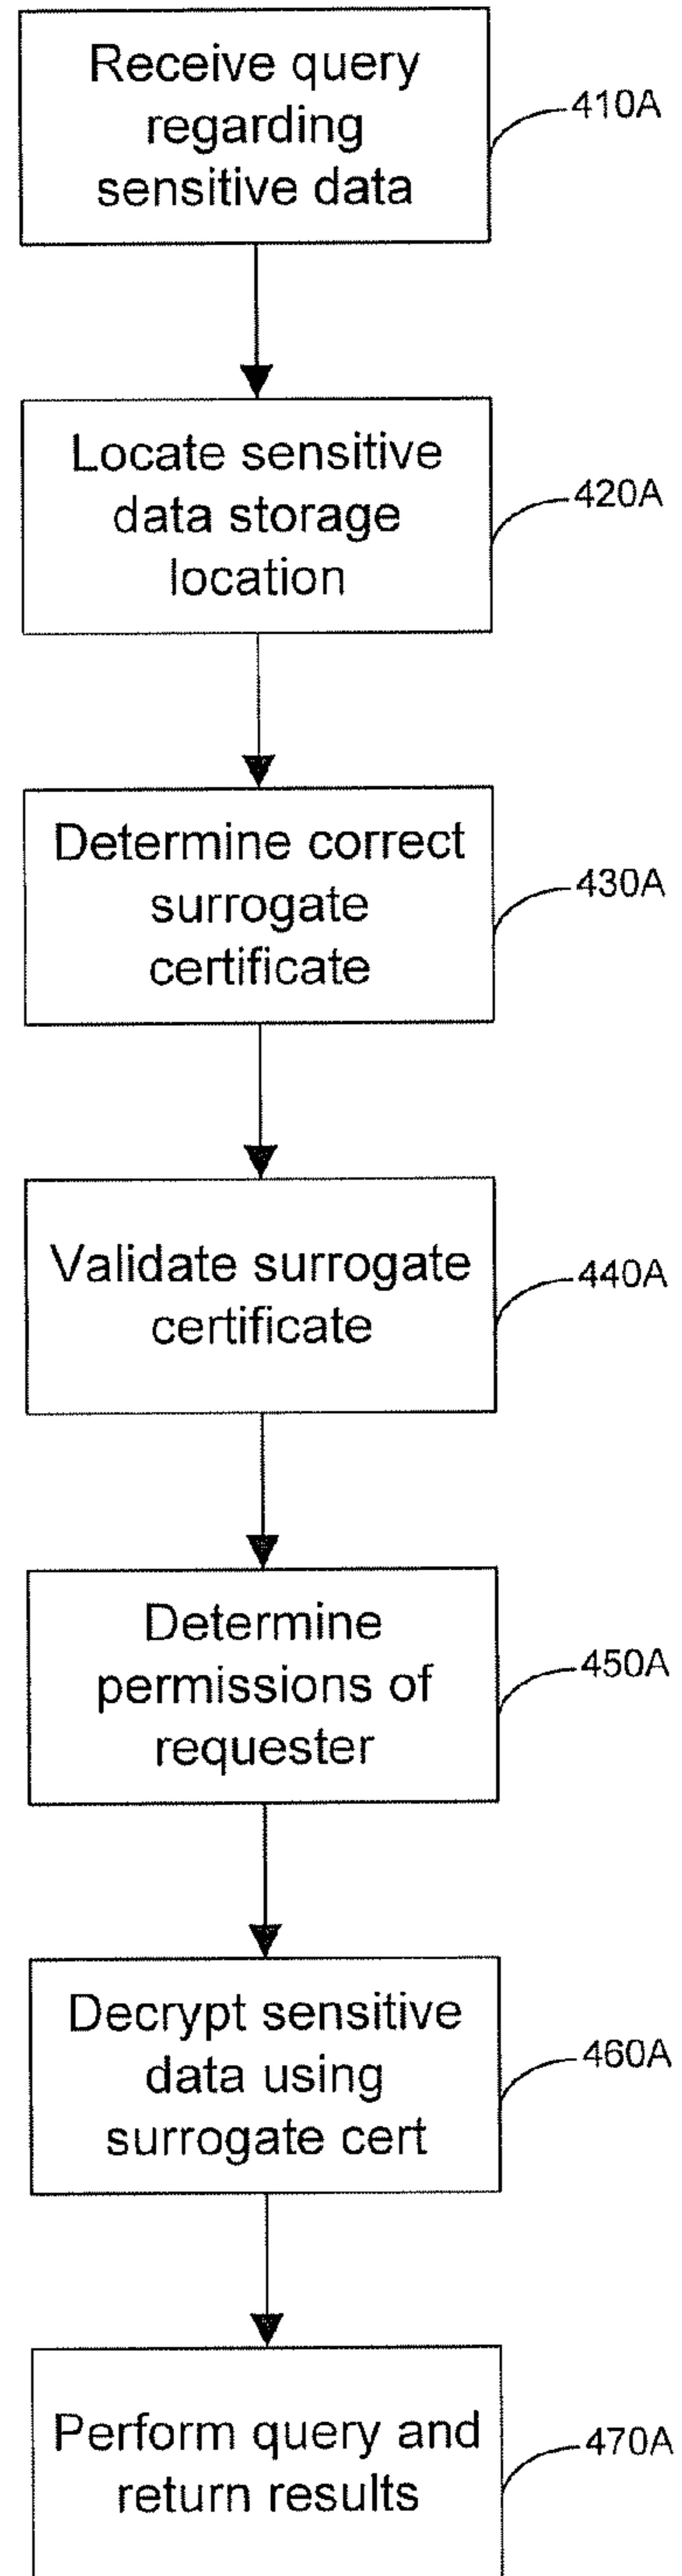 Receive query
regarding
sensitive data
410A
Locate sensitive
data storage
location
420A
Determine correct
surrogate
certificate
430A
Validate surrogate
certificate
440A
Determine
permissions of
requester
450A
Decrypt sensitive
data using
surrogate cert
460A
Perform query and
return results
470A